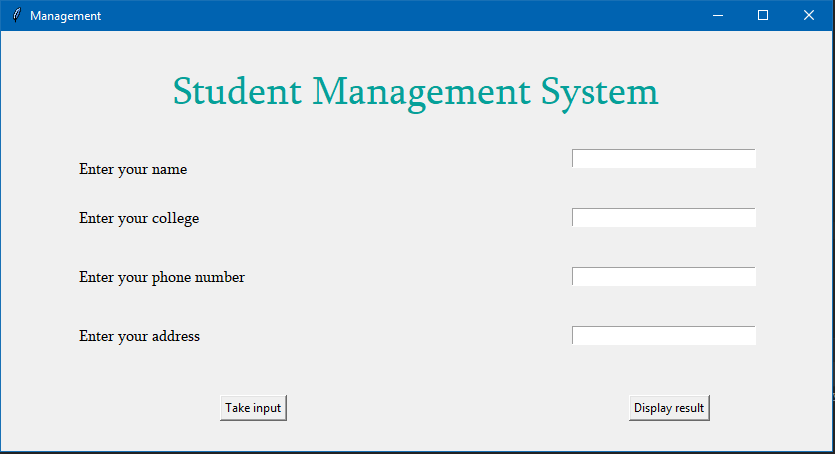 Management
Student Management System
Enter your name
Enter your college
Enter your phone number
Enter your address
Take input
Display result